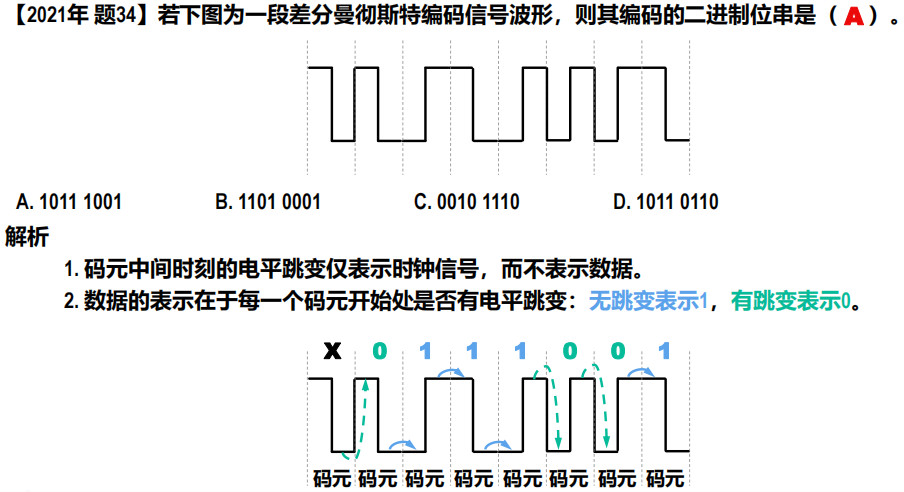 【2021年 题34】若下图为一段差分曼彻斯特编码信号波形，则其编码的二进制位串是（ A ）。
A. 1011 1001 B. 1101 0001 C. 0010 1110 D. 1011 0110
解析
1. 码元中间时刻的电平跳变仅表示时钟信号，而不表示数据。
2. 数据的表示在于每一个码元开始处是否有电平跳变：无跳变表示1，有跳变表示0。
X 0 1 1 1 0 0 1
码元 码元 码元 码元 码元 码元 码元 码元